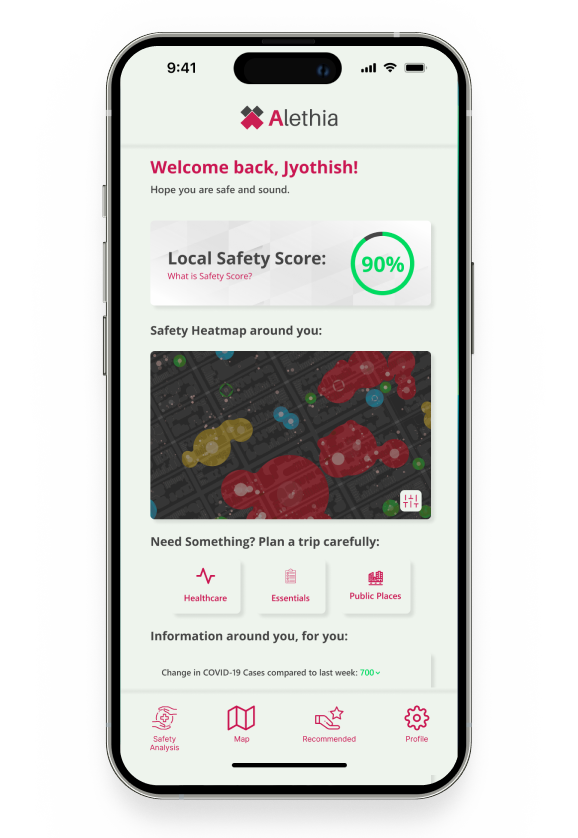 9:41
Alethia
Welcome back, Jyothish!
Hope you are safe and sound.
Local Safety Score:
What is Safety Score?
90%
Safety Heatmap around you:
Need Something? Plan a trip carefully:
Healthcare
Essentials
Public Places
Information around you, for you:
Change in COVID-19 Cases compared to last week: 700
Safety
Analysis
Map
Recommended
Profile